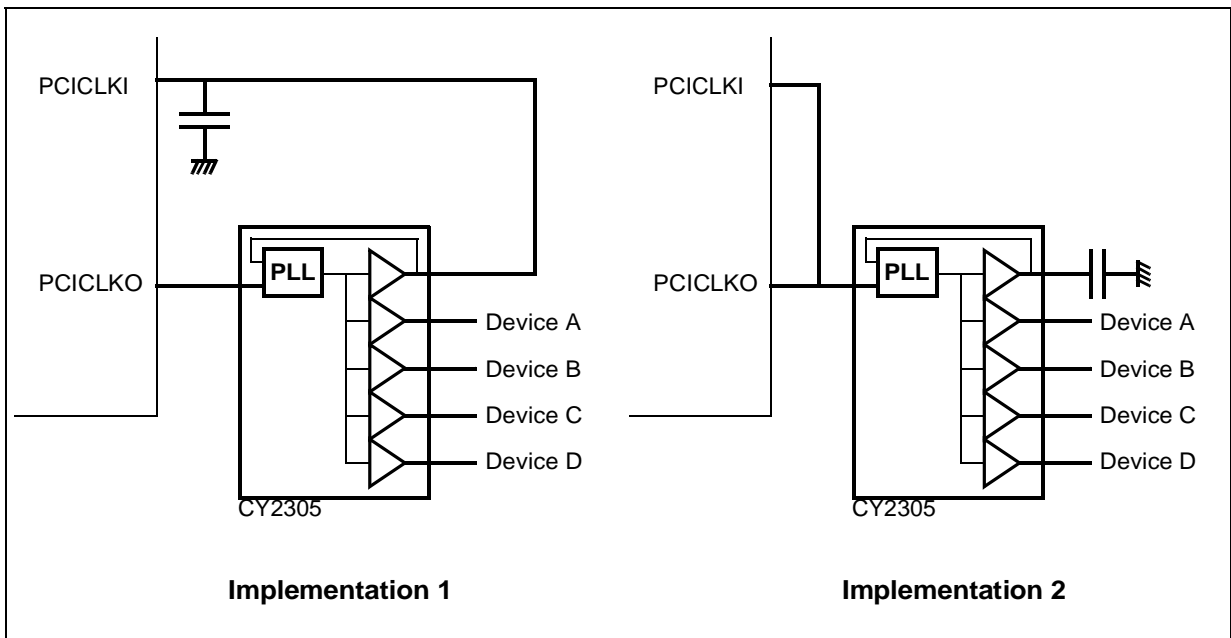 PCICLKI
PCICLKO
PLL
Device A
Device B
Device C
Device D
CY2305
Implementation 1
PCICLKI
PCICLKO
PLL
Device A
Device B
Device C
Device D
CY2305
Implementation 2